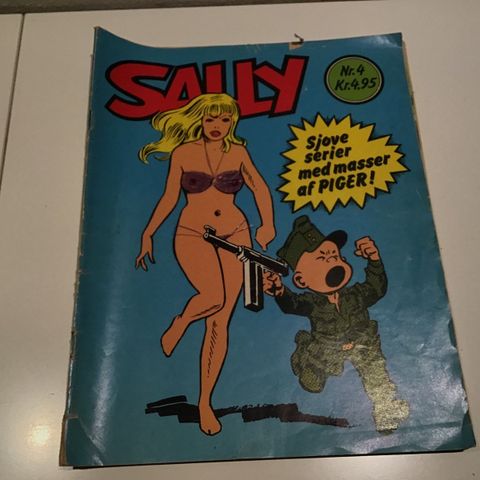 SALLY
Nr.4
Kr.4.95
Sjove
serier
med masser
af PIGER!